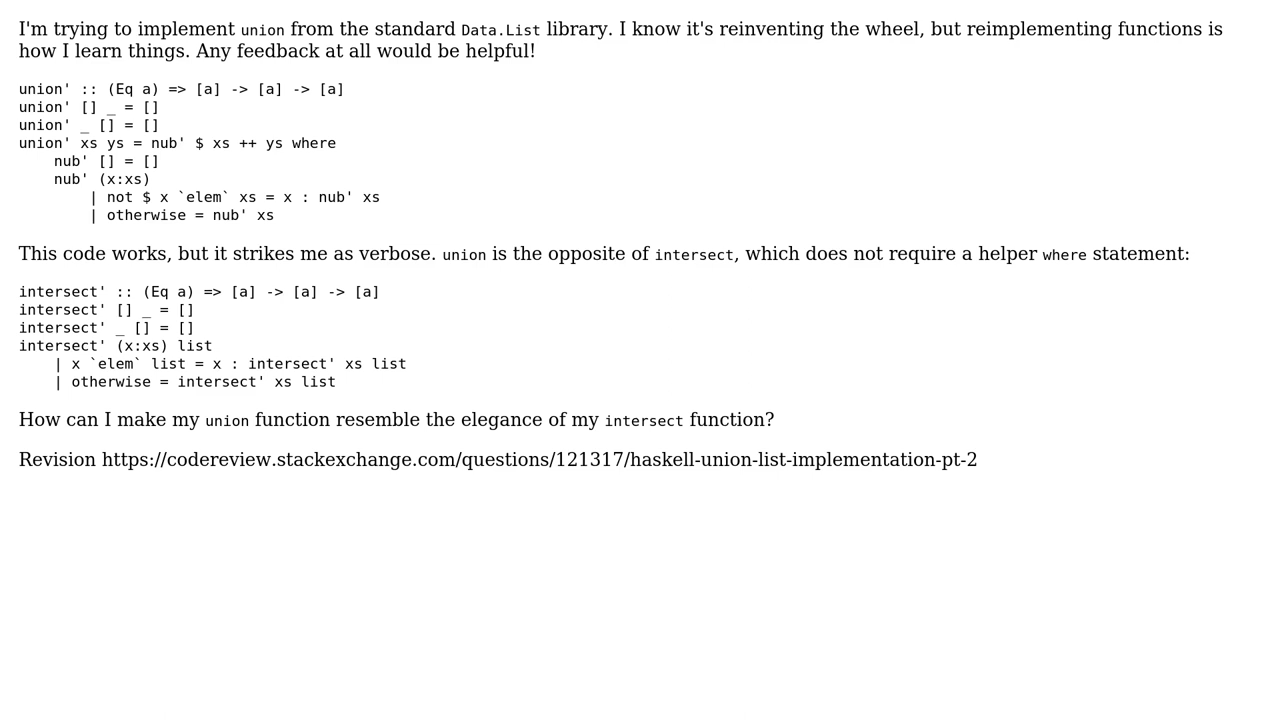 I'm trying to implement union from the standard Data.List library. I know it's reinventing the wheel, but reimplementing functions is
how I learn things. Any feedback at all would be helpful!
union' :: (Eq a) => [a] -> [a] -> [a]
union' [] _ = []
union' _ [] = []
union' xs ys = nub' $ xs ++ ys where
    nub' [] = []
    nub' (x:xs)
        | not $ x `elem` xs = x : nub' xs
        | otherwise = nub' xs
This code works, but it strikes me as verbose. union is the opposite of intersect, which does not require a helper where statement:
intersect' :: (Eq a) => [a] -> [a] -> [a]
intersect' [] _ = []
intersect' _ [] = []
intersect' (x:xs) list
    | x `elem` list = x : intersect' xs list
    | otherwise = intersect' xs list
How can I make my union function resemble the elegance of my intersect function?
Revision https://codereview.stackexchange.com/questions/121317/haskell-union-list-implementation-pt-2